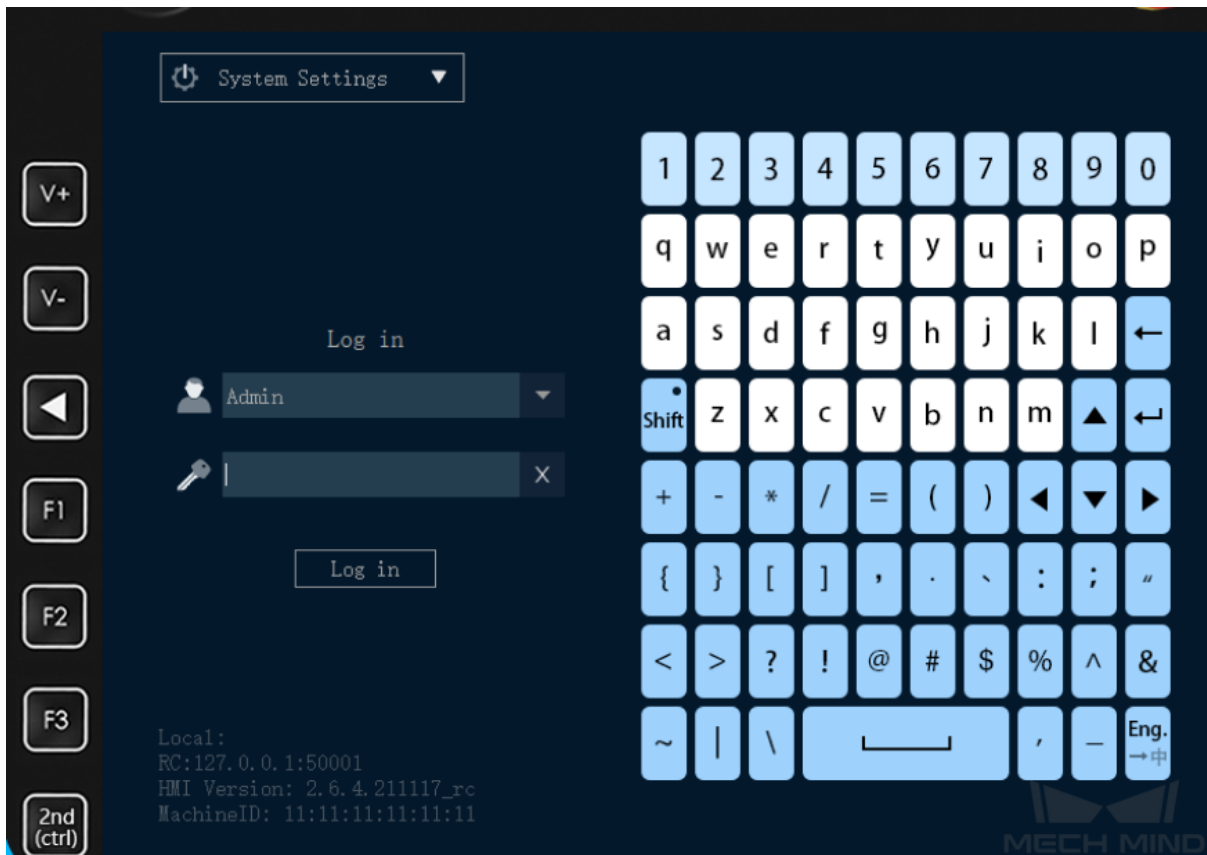 System Settings
V+
V-
F1
F2
F3
2nd
(ctrl)
Log in
Admin
X
Log in
Local:
RC:127.0.0.1:50001
HMI Version: 2.6.4.211117_rc
MachineID: 11:11:11:11:11:11
1 2 3 4 5 6 7 8 9 0
q w e r t y u i o p
a s d f g h j k l ←
Shift z x c v b n m ▲ ↵
+ - * / = ( ) ◀ ▼ ▶
{ } [ ] , . 、 : ; 〃
< > ? ! @ # $ % ^ &
~ | \ ′ _ Eng.
→中
MECH MIND